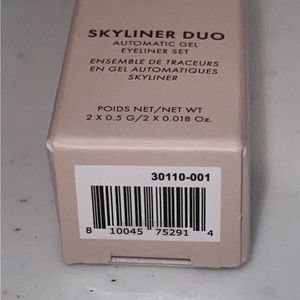 SKYLINER DUO
AUTOMATIC GEL
EYELINER SET
ENSEMBLE DE TRACEURS
EN GEL AUTOMATIQUES
SKYLINER
POIDS NET/NET WT
2 X 0.5 G/2 X 0.018 Oz.
30110-001
8 10045 75291 4